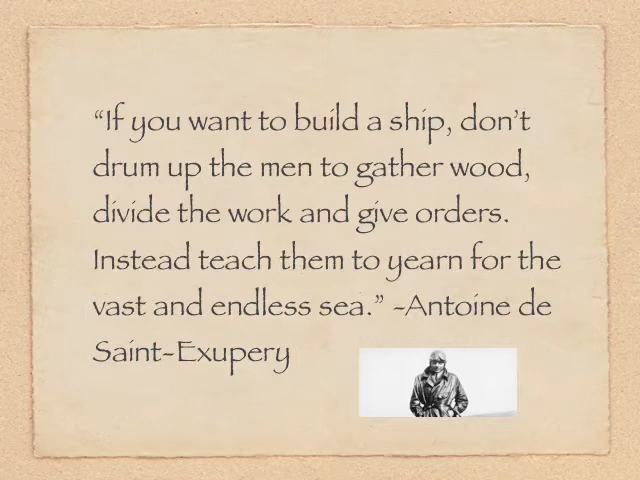 “If you want to build a ship, don’t
drum up the men to gather wood,
divide the work and give orders.
Instead teach them to yearn for the
vast and endless sea.” -Antoine de
Saint-Exupery